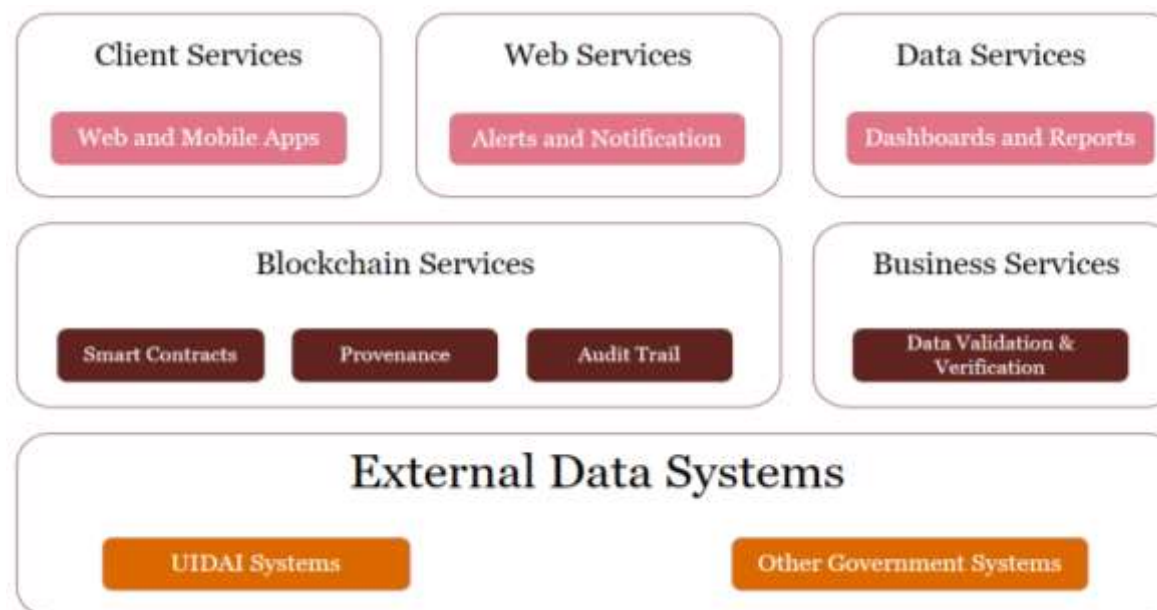 Client Services
Web Services
Data Services
Web and Mobile Apps
Alerts and Notification
Dashboards and Reports
Blockchain Services
Business Services
Smart Contracts
Provenance
Audit Trail
Data Validation &
Verification
External Data Systems
UIDAI Systems
Other Government Systems